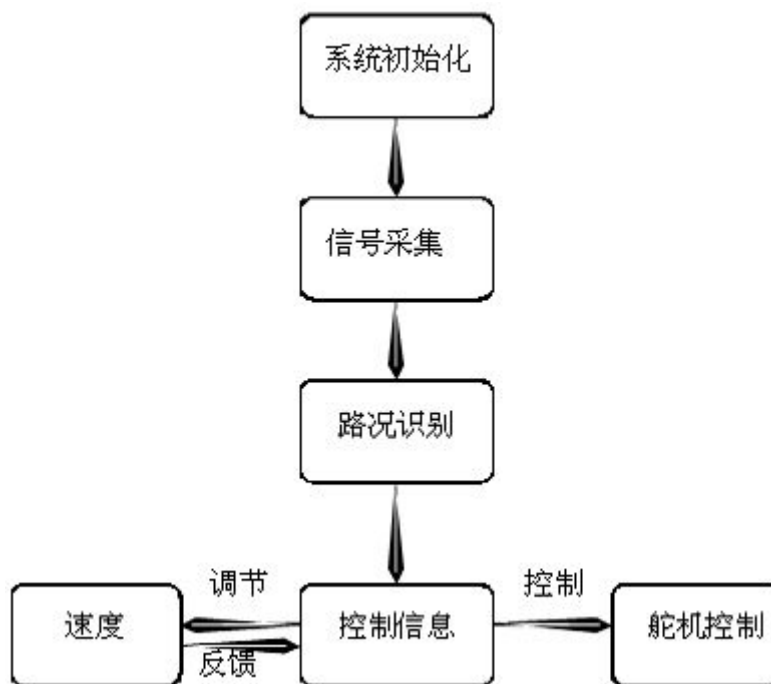 系统初始化
信号采集
路况识别
调节
控制
速度
控制信息
舵机控制
反馈